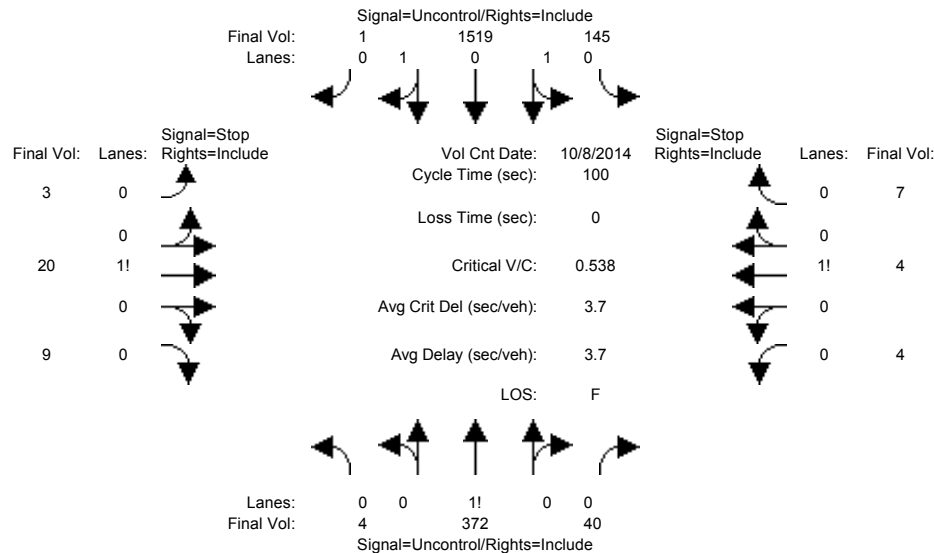 Signal=Uncontrol/Rights=Include
Final Vol: 1 1519 145
Lanes: 0 1 0 1 0
Signal=Stop Signal=Stop
Final Vol: Lanes: Rights=Include Vol Cnt Date: 10/8/2014 Rights=Include Lanes: Final Vol:
Cycle Time (sec): 100
3 0 0 7
Loss Time (sec): 0
0 0
20 1! Critical V/C: 0.538 1! 4
0 Avg Crit Del (sec/veh): 3.7 0
9 0 Avg Delay (sec/veh): 3.7 0 4
LOS: F
Lanes: 0 0 1! 0 0
Final Vol: 4 372 40
Signal=Uncontrol/Rights=Include